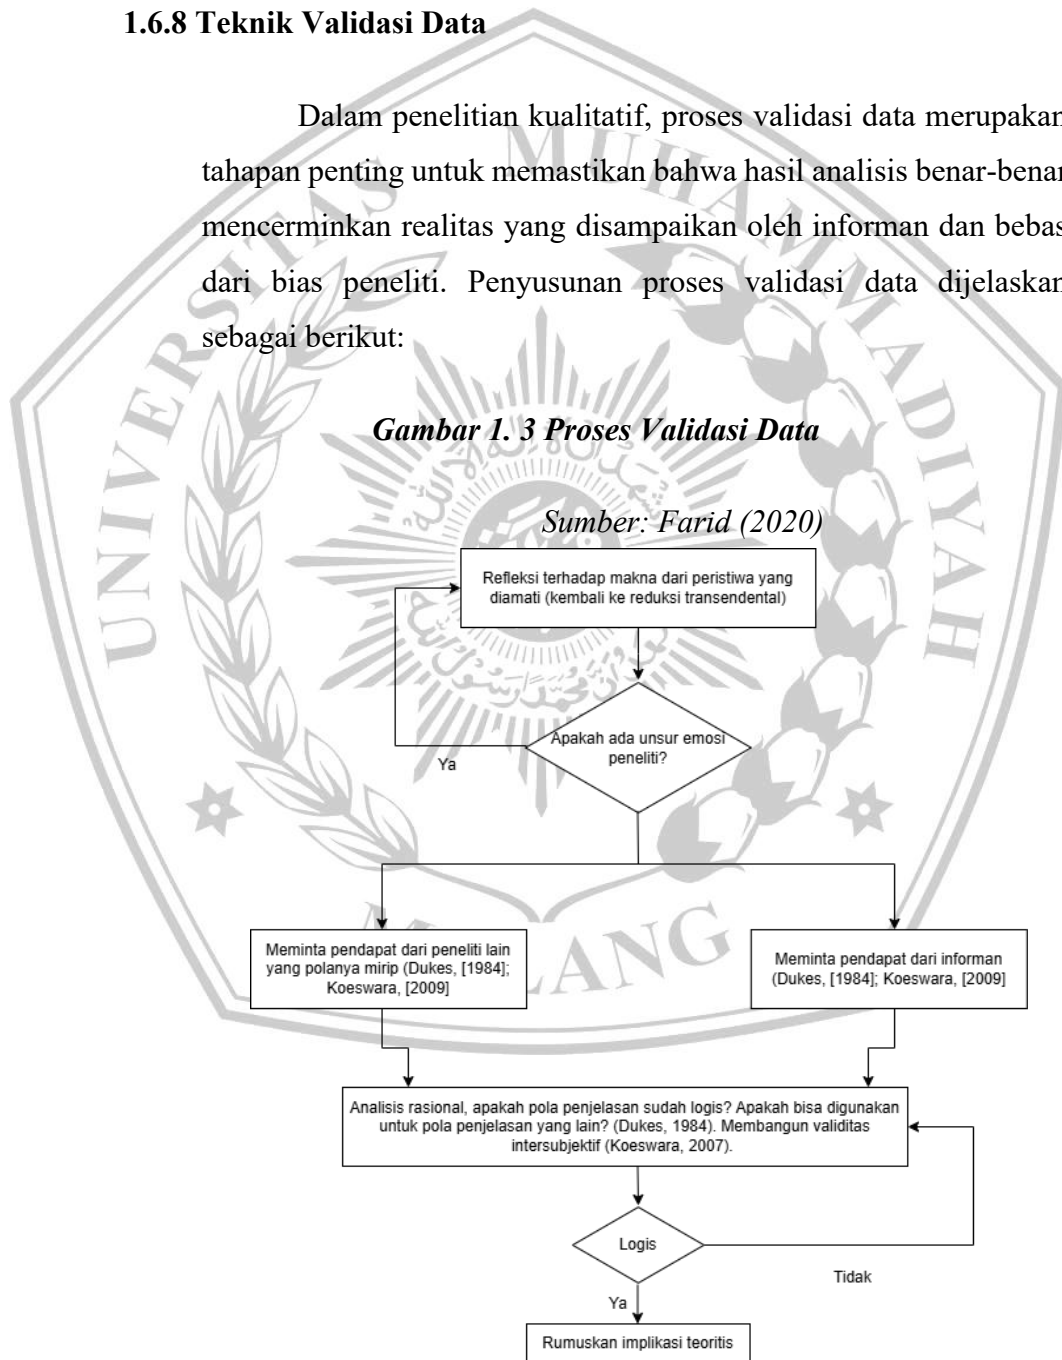 1.6.8 Teknik Validasi Data
Dalam penelitian kualitatif, proses validasi data merupakan
tahapan penting untuk memastikan bahwa hasil analisis benar-benar
mencerminkan realitas yang disampaikan oleh informan dan bebas
dari bias peneliti. Penyusunan proses validasi data dijelaskan
sebagai berikut:
Gambar 1. 3 Proses Validasi Data
Sumber: Farid (2020)
Refleksi terhadap makna dari peristiwa yang
diamati (kembali ke reduksi transendental)
Apakah ada unsur emosi
peneliti?
Ya
Meminta pendapat dari peneliti lain
yang polanya mirip (Dukes, [1984];
Koeswara, [2009]
Meminta pendapat dari informan
(Dukes, [1984]; Koeswara, [2009]
Analisis rasional, apakah pola penjelasan sudah logis? Apakah bisa digunakan
untuk pola penjelasan yang lain? (Dukes, 1984). Membangun validitas
intersubjektif (Koeswara, 2007).
Logis
Tidak
Ya
Rumuskan implikasi teoritis
UNIVERSITAS MUHAMMADIYAH
MALANG